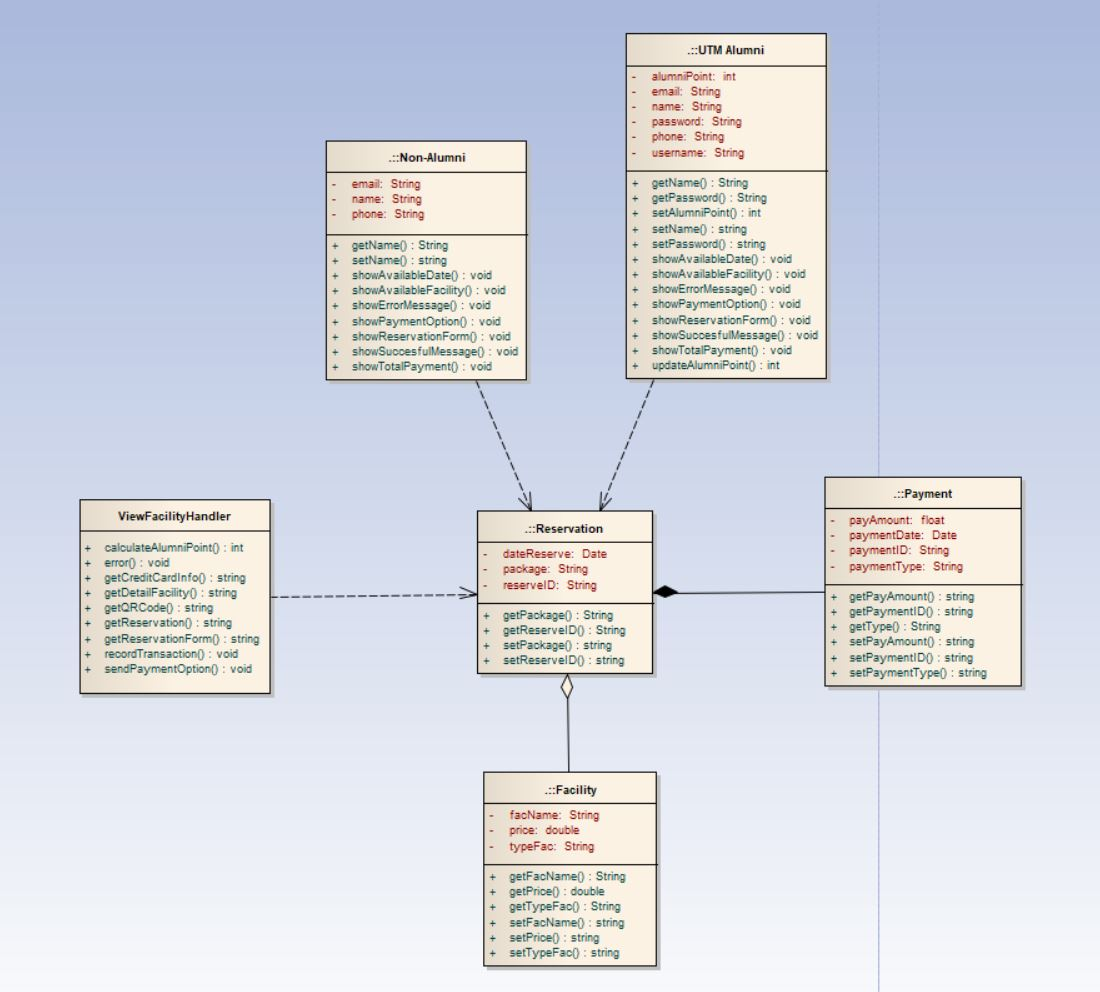 .::UTM Alumni
- alumniPoint: int
- email: String
- name: String
- password: String
- phone: String
- username: String
+ getName() : String
+ getPassword() : String
+ setAlumniPoint() : int
+ setName() : string
+ setPassword() : string
+ showAvailableDate() : void
+ showAvailableFacility() : void
+ showErrorMessage() : void
+ showPaymentOption() : void
+ showReservationForm() : void
+ showSuccesfulMessage() : void
+ showTotalPayment() : void
+ updateAlumniPoint() : int
.::Non-Alumni
- email: String
- name: String
- phone: String
+ getName() : String
+ setName() : string
+ showAvailableDate() : void
+ showAvailableFacility() : void
+ showErrorMessage() : void
+ showPaymentOption() : void
+ showReservationForm() : void
+ showSuccesfulMessage() : void
+ showTotalPayment() : void
ViewFacilityHandler
+ calculateAlumniPoint() : int
+ error() : void
+ getCreditCardInfo() : string
+ getDetailFacility() : string
+ getQRCode() : string
+ getReservation() : string
+ getReservationForm() : string
+ recordTransaction() : void
+ sendPaymentOption() : void
.::Reservation
- dateReserve: Date
- package: String
- reserveID: String
+ getPackage() : String
+ getReserveID() : String
+ setPackage() : string
+ setReserveID() : string
.::Payment
- payAmount: float
- paymentDate: Date
- paymentID: String
- paymentType: String
+ getPayAmount() : string
+ getPaymentID() : string
+ getType() : String
+ setPayAmount() : string
+ setPaymentID() : string
+ setPaymentType() : string
.::Facility
- facName: String
- price: double
- typeFac: String
+ getFacName() : String
+ getPrice() : double
+ getTypeFac() : String
+ setFacName() : string
+ setPrice() : string
+ setTypeFac() : string